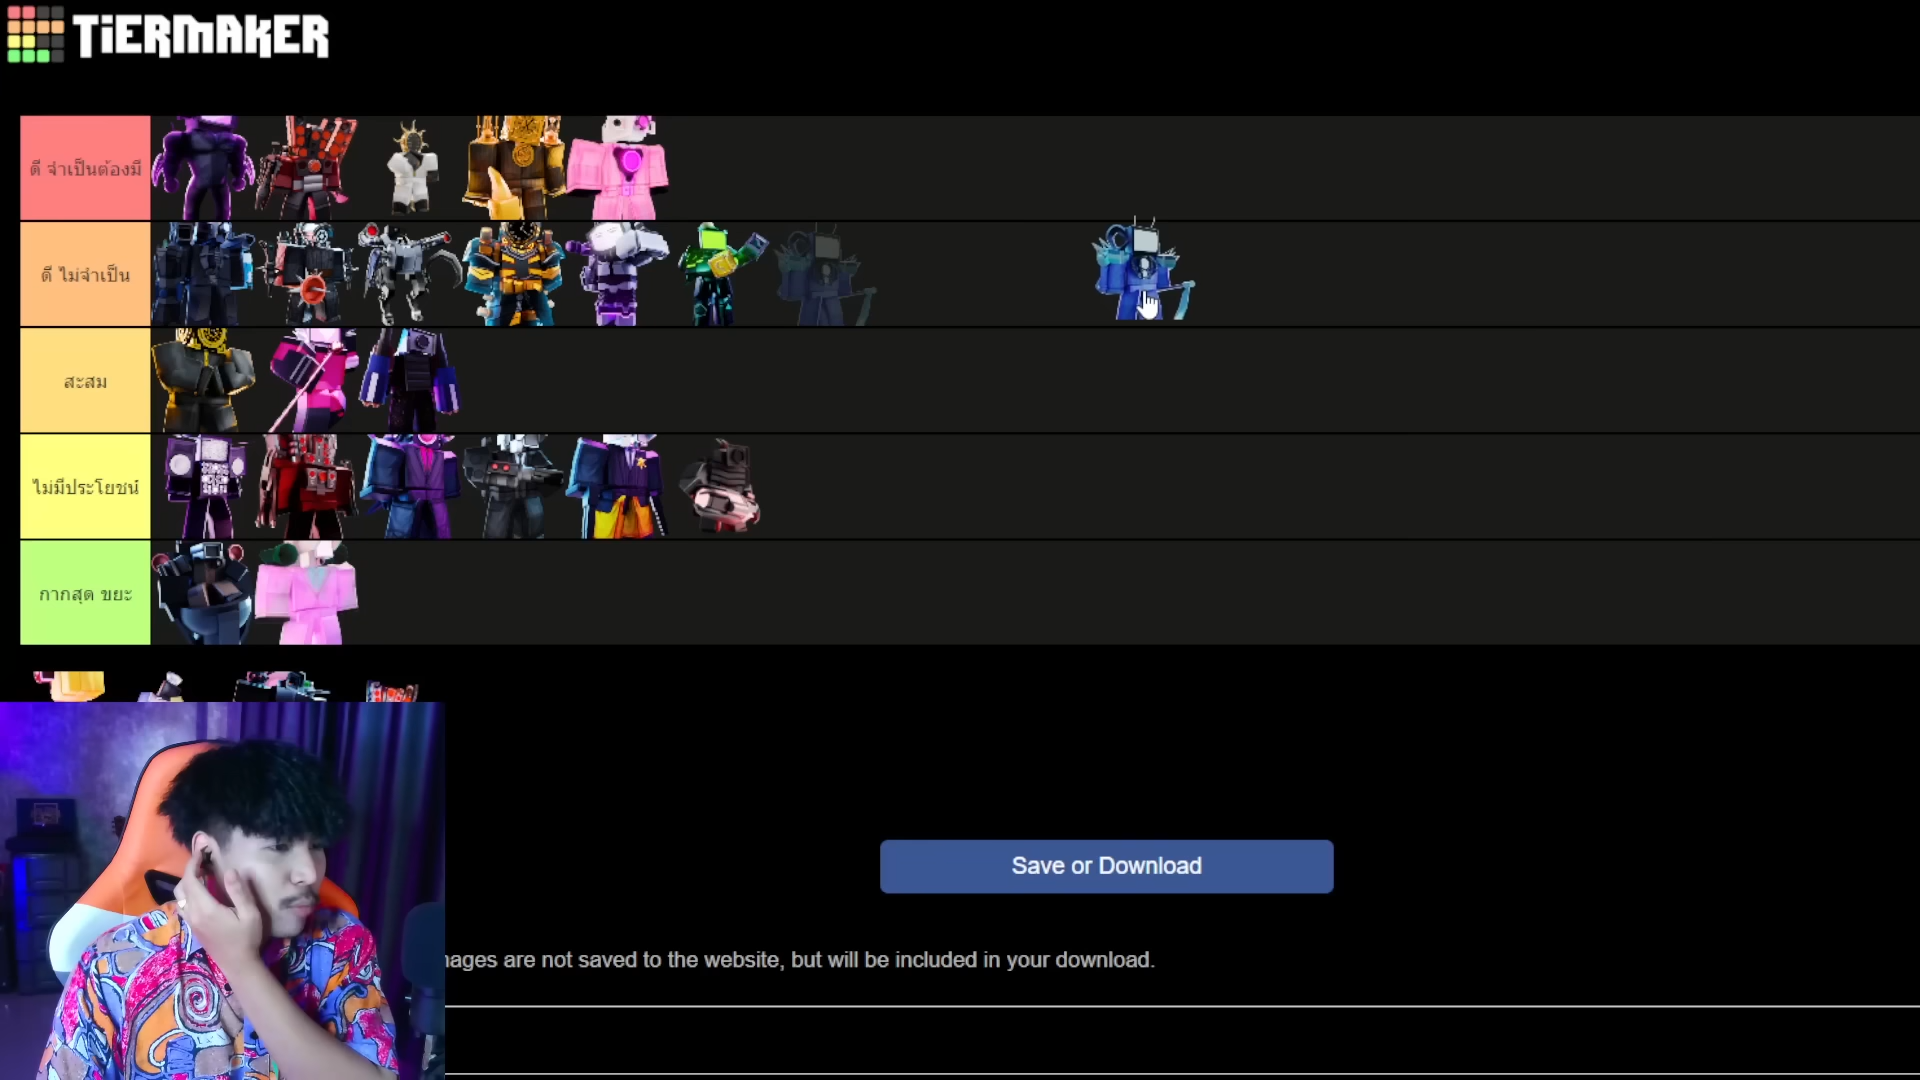 TIERMAKER
ดี จำเป็นต้องมี
ดี ไม่จำเป็น
สะสม
ไม่มีประโยชน์
กากสุด ขยะ
Save or Download
are not saved to the website, but will be included in your download.